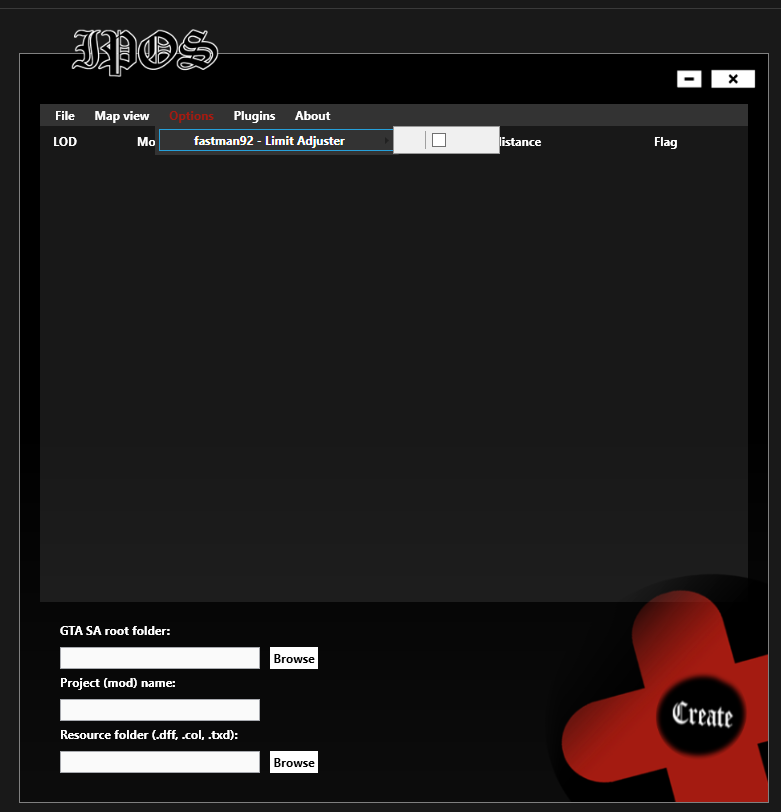 IPOS
File Map view Options Plugins About
LOD Mo fastman92 - Limit Adjuster distance Flag
GTA SA root folder:
Browse
Project (mod) name:
Resource folder (.dff, .col, .txd):
Browse
Create